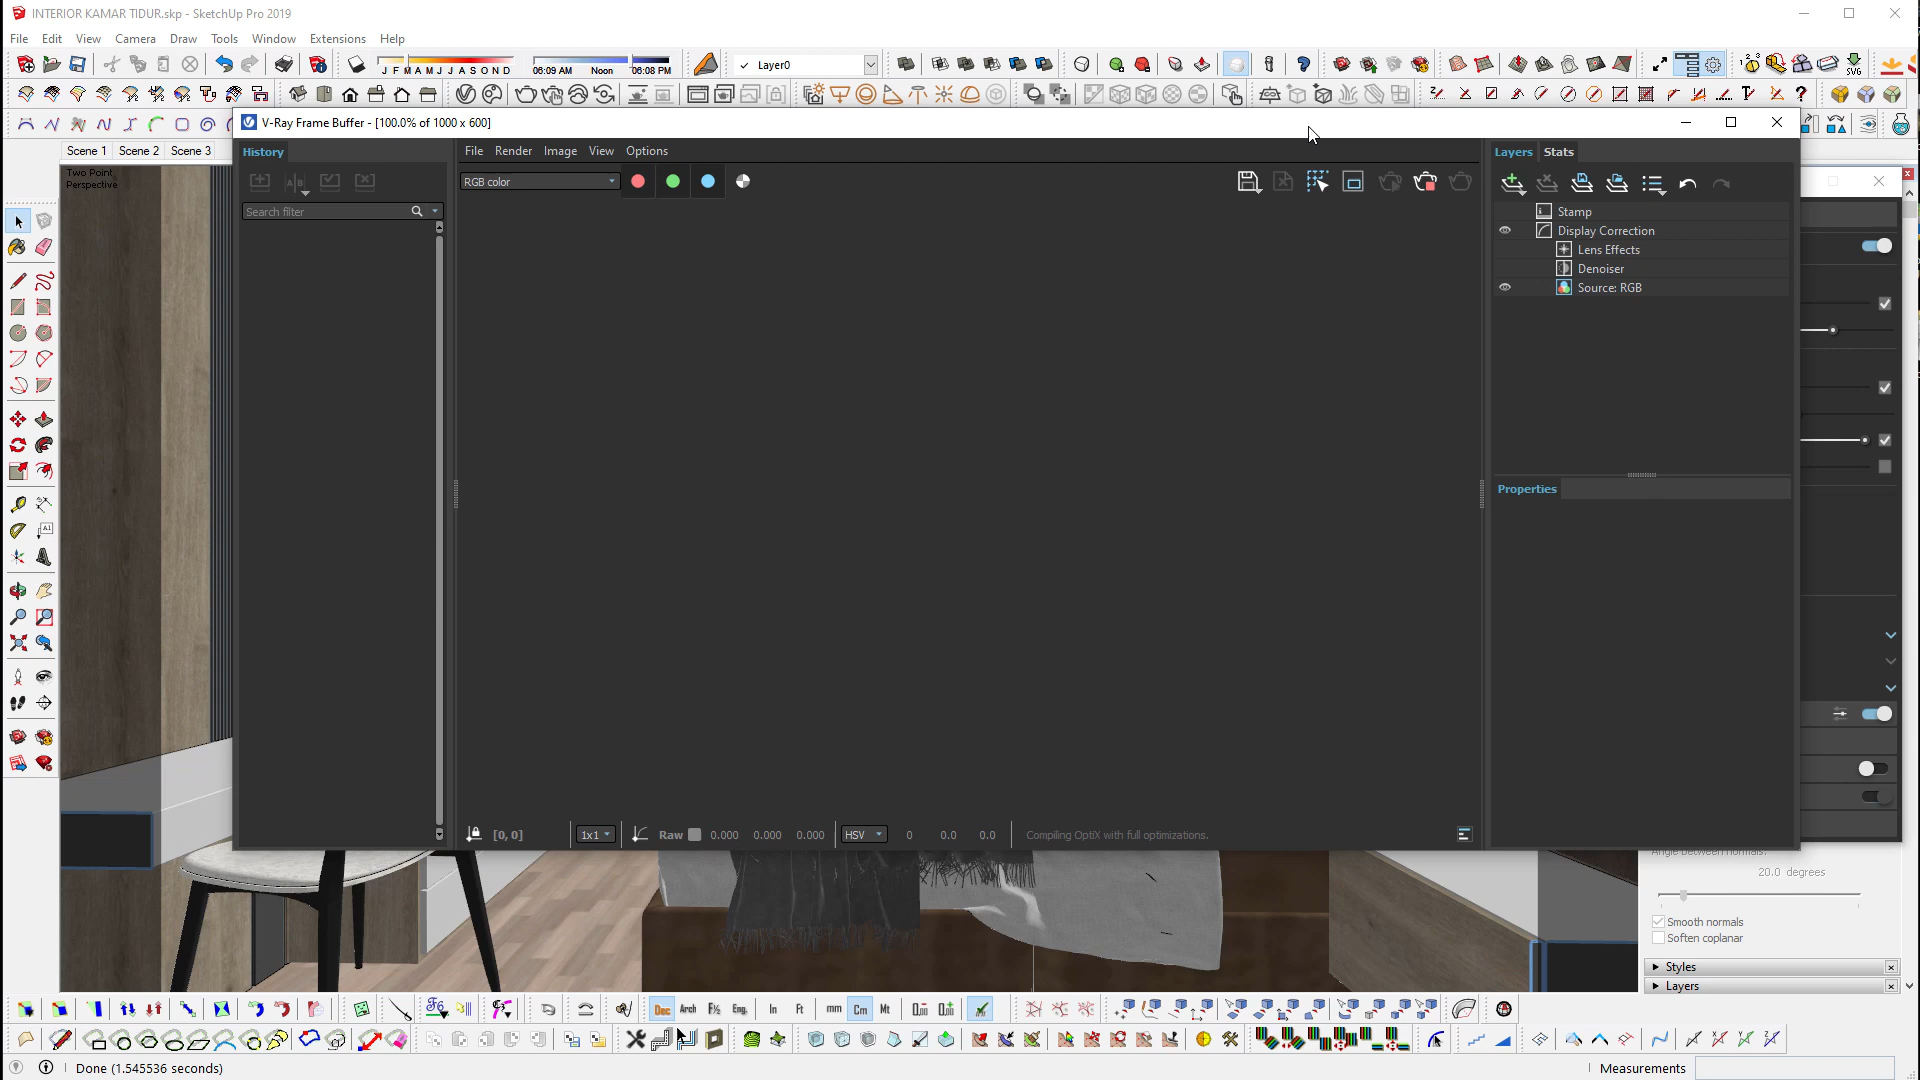 INTERIOR KAMAR TIDUR.skp - SketchUp Pro 2019
File Edit View Camera Draw Tools Window Extensions Help
J F M A M J J A S O N D
06:09 AM Noon 06:08 PM
Layer0
SVG
V-Ray Frame Buffer - [100.0% of 1000 x 600]
Scene 1 Scene 2 Scene 3
History
File Render Image View Options
Layers Stats
Two Point
Perspective
RGB color
Search filter
Stamp
Display Correction
Lens Effects
Denoiser
Source: RGB
Properties
[0, 0] 1x1 Raw 0.000 0.000 0.000 HSV 0 0.0 0.0 Compiling OptiX with full optimizations.
Angle between normals:
20.0 degrees
Smooth normals
Soften coplanar
Styles
Layers
Dec Arch Eng. In Ft mm Cm Mt
Done (1.545536 seconds)
Measurements